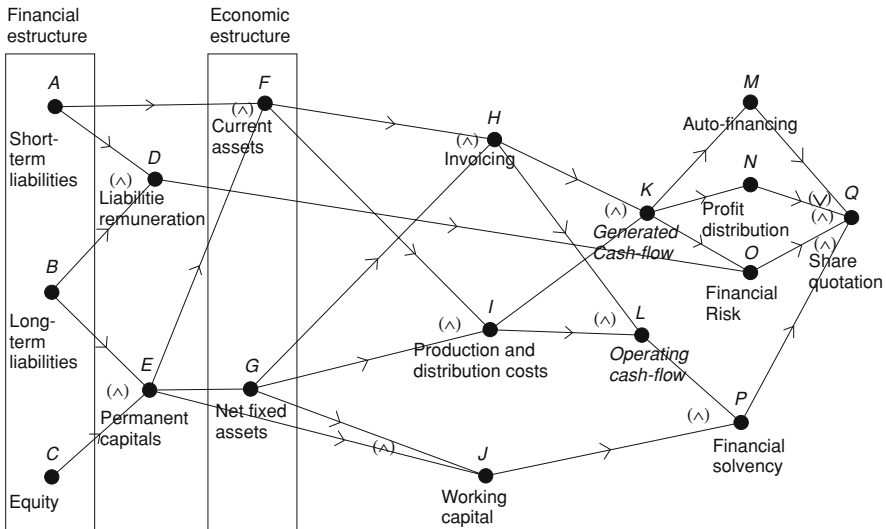 Financial
estructure
Economic
estructure
A
Short-
term
liabilities
(∧)
D
Liabilitie
remuneration
B
Long-
term
liabilities
(∧)
E
Permanent
capitals
C
Equity
F
(∧)
Current
assets
G
Net fixed
assets
H
(∧)
Invoicing
I
(∧)
Production and
distribution costs
(∧)
J
Working
capital
K
(∧)
Generated
Cash-flow
L
(∧)
Operating
cash-flow
M
Auto-financing
N
Profit
distribution
O
Financial
Risk
P
(∧)
Financial
solvency
Q
(∨)
(∧)
(∧)
Share
quotation